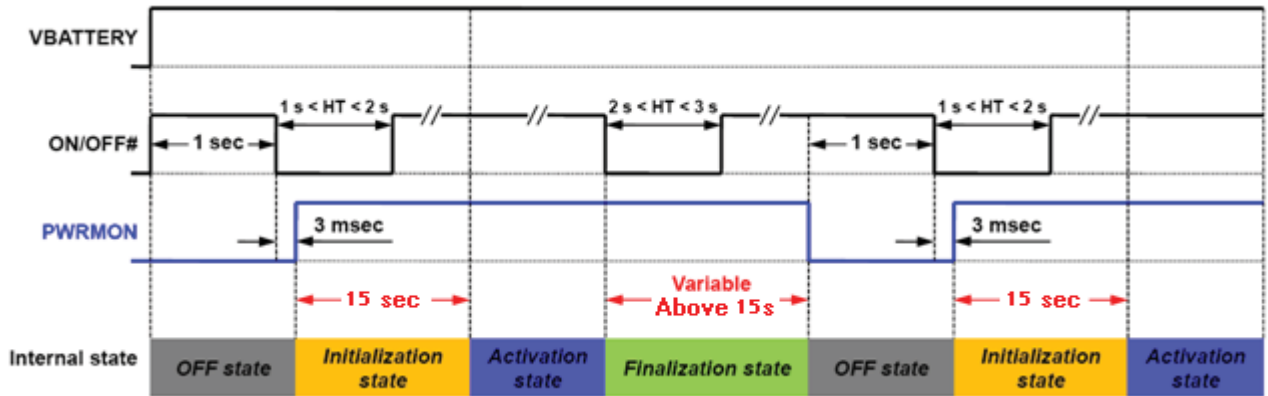 VBATTERY
1 s < HT < 2 s
2 s < HT < 3 s
1 s < HT < 2 s
ON/OFF#
1 sec
1 sec
PWRMON
3 msec
3 msec
15 sec
Variable
Above 15s
15 sec
Internal state
OFF state
Initialization
state
Activation
state
Finalization state
OFF state
Initialization
state
Activation
state